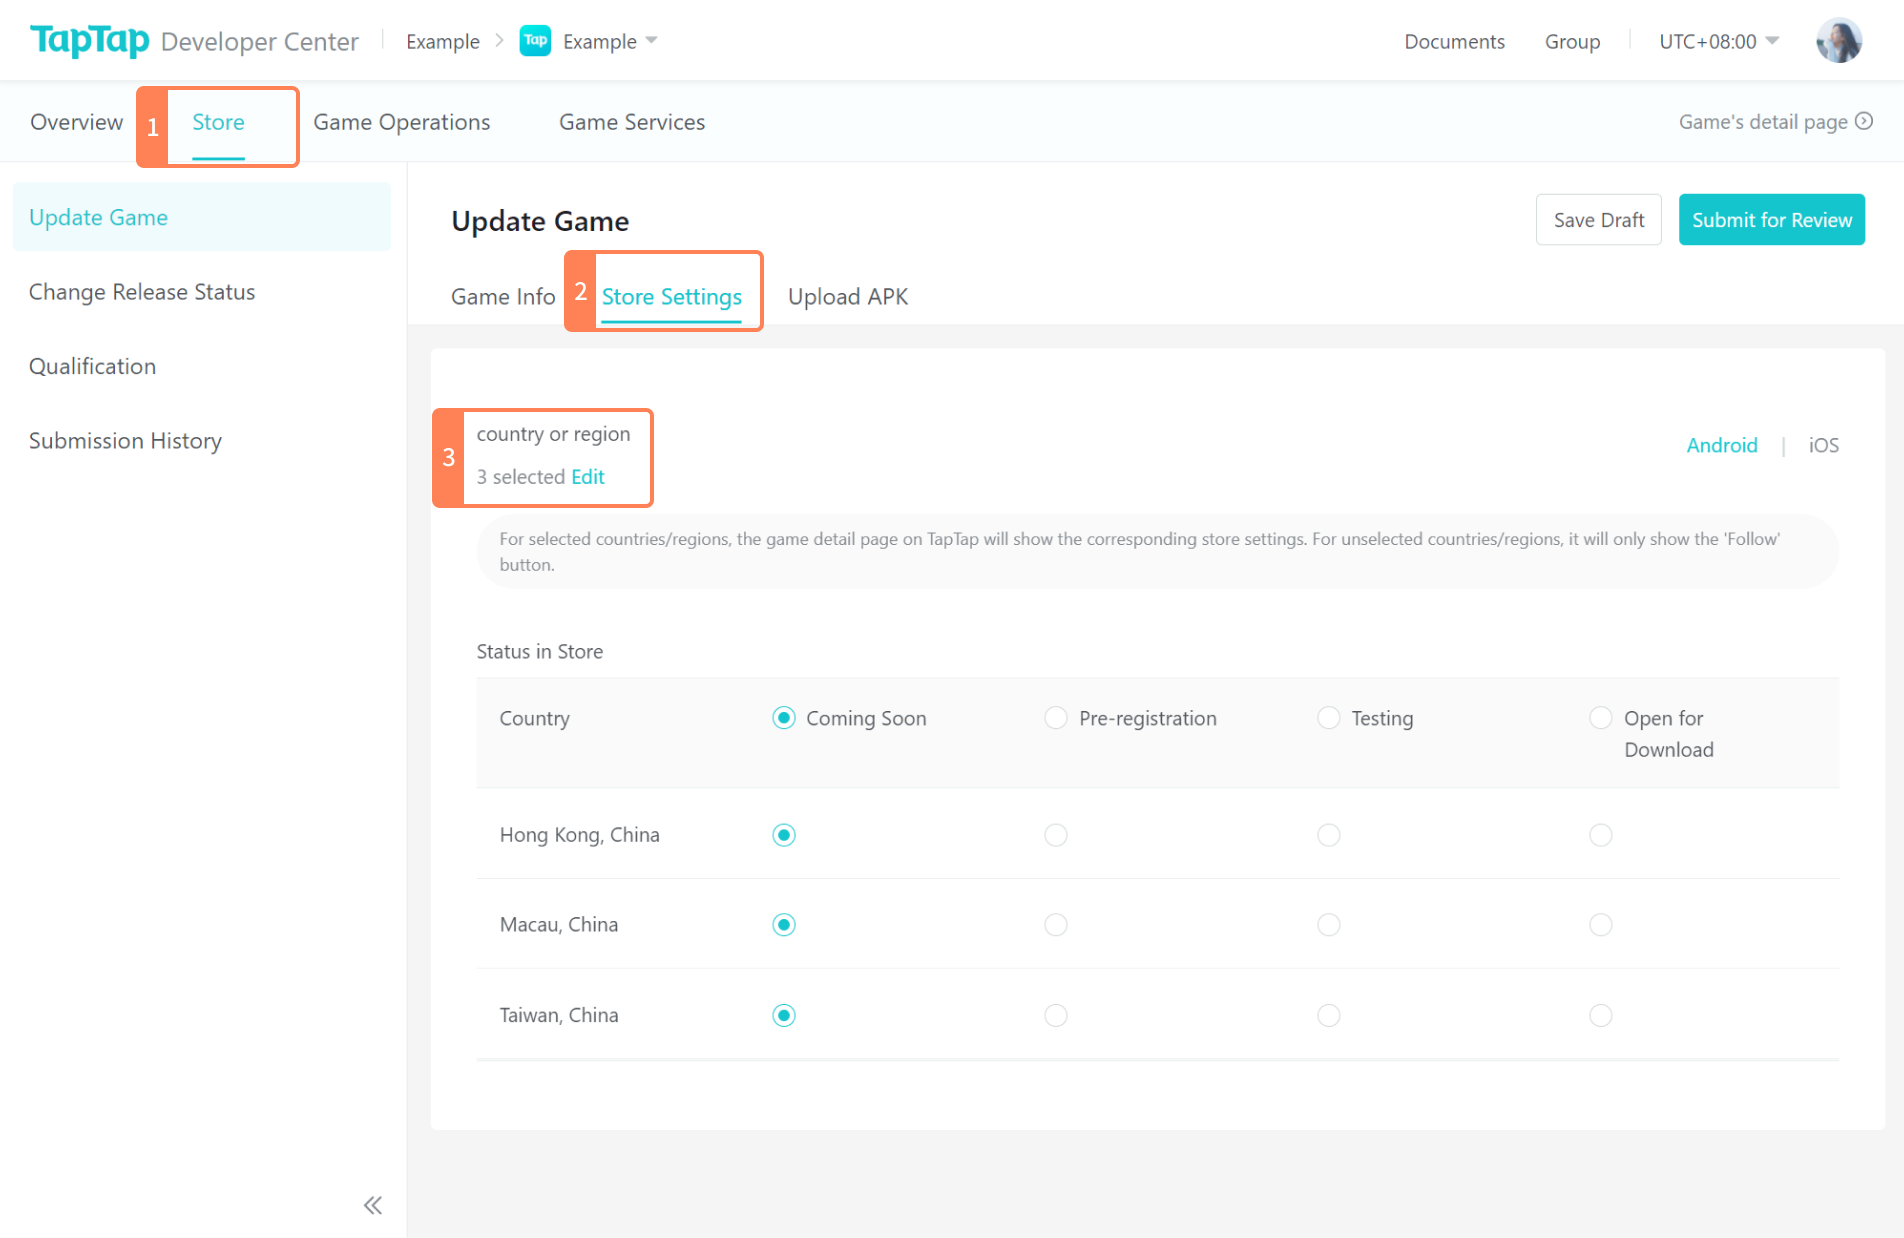 TapTap Developer Center
Example
Tap
Example
Documents
Group
UTC+08:00
Overview
1
Store
Game Operations
Game Services
Game's detail page
Update Game
Change Release Status
Qualification
Submission History
Update Game
Save Draft
Submit for Review
Game Info
2
Store Settings
Upload APK
3
country or region
3 selected Edit
Android | iOS
For selected countries/regions, the game detail page on TapTap will show the corresponding store settings. For unselected countries/regions, it will only show the 'Follow'
button.
Status in Store
Country
Coming Soon
Pre-registration
Testing
Open for
Download
Hong Kong, China
Macau, China
Taiwan, China